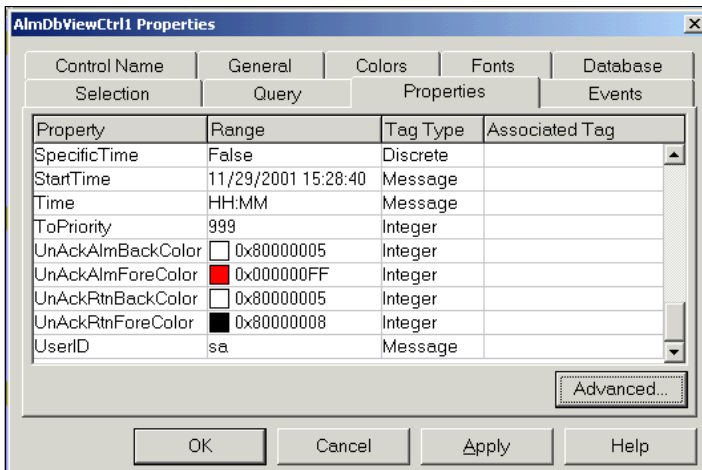 AlmDbViewCtrl1 Properties
Control Name General Colors Fonts Database
Selection Query Properties Events
Property Range Tag Type Associated Tag
SpecificTime False Discrete
StartTime 11/29/2001 15:28:40 Message
Time HH:MM Message
ToPriority 999 Integer
UnAckAlmBackColor 0x80000005 Integer
UnAckAlmForeColor 0x000000FF Integer
UnAckRtnBackColor 0x80000005 Integer
UnAckRtnForeColor 0x80000008 Integer
UserID sa Message
Advanced...
OK Cancel Apply Help